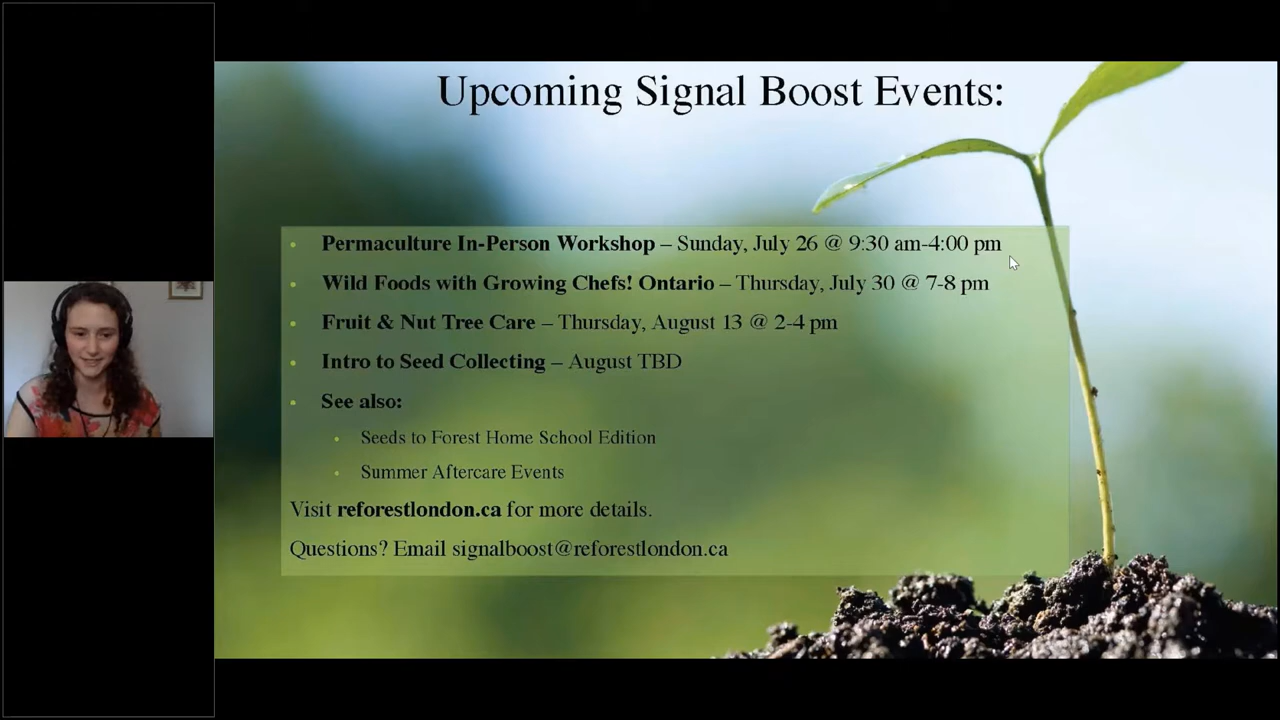 Upcoming Signal Boost Events:
• Permaculture In-Person Workshop – Sunday, July 26 @ 9:30 am-4:00 pm
• Wild Foods with Growing Chefs! Ontario – Thursday, July 30 @ 7-8 pm
• Fruit & Nut Tree Care – Thursday, August 13 @ 2-4 pm
• Intro to Seed Collecting – August TBD
• See also:
• Seeds to Forest Home School Edition
• Summer Aftercare Events
Visit reforestlondon.ca for more details.
Questions? Email signalboost@reforestlondon.ca